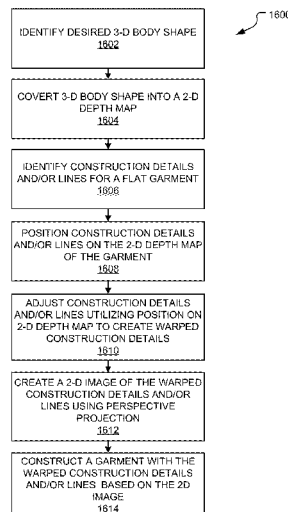 1600
IDENTIFY DESIRED 3-D BODY SHAPE
1602
COVERT 3-D BODY SHAPE INTO A 2-D
DEPTH MAP
1604
IDENTIFY CONSTRUCTION DETAILS
AND/OR LINES FOR A FLAT GARMENT
1606
POSITION CONSTRUCTION DETAILS
AND/OR LINES ON THE 2-D DEPTH MAP
OF THE GARMENT
1608
ADJUST CONSTRUCTION DETAILS
AND/OR LINES UTILIZING POSITION ON
2-D DEPTH MAP TO CREATE WARPED
CONSTRUCTION DETAILS
1610
CREATE A 2-D IMAGE OF THE WARPED
CONSTRUCTION DETAILS AND/OR
LINES USING PERSPECTIVE
PROJECTION
1612
CONSTRUCT A GARMENT WITH THE
WARPED CONSTRUCTION DETAILS
AND/OR LINES BASED ON THE 2D
IMAGE
1614